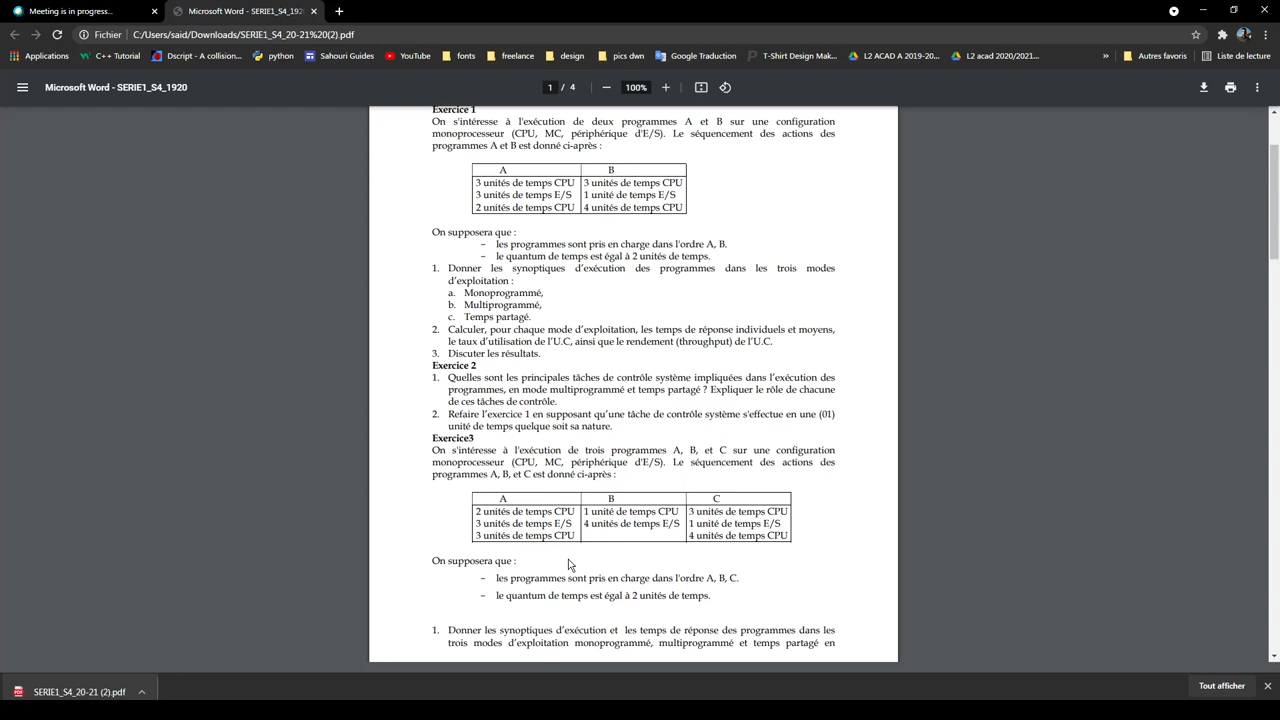 Meeting is in progress...
Microsoft Word - SERIE1_S4_192
Fichier C:/Users/said/Downloads/SERIE1_S4_20-21%20(2).pdf
Applications C++ Tutorial Dscript - A collision... python Sahouri Guides YouTube fonts freelance design pics dwn Google Traduction T-Shirt Design Mak... L2 ACAD A 2019-20... L2 acad 2020/2021... » Autres favoris Liste de lecture
Microsoft Word - SERIE1_S4_1920 1 / 4 100%
Exercice 1
On s'intéresse à l'exécution de deux programmes A et B sur une configuration
monoprocesseur (CPU, MC, périphérique d'E/S). Le séquencement des actions des
programmes A et B est donné ci-après :
A B
3 unités de temps CPU 3 unités de temps CPU
3 unités de temps E/S 1 unité de temps E/S
2 unités de temps CPU 4 unités de temps CPU
On supposera que :
– les programmes sont pris en charge dans l'ordre A, B.
– le quantum de temps est égal à 2 unités de temps.
1. Donner les synoptiques d'exécution des programmes dans les trois modes
d'exploitation :
a. Monoprogrammé,
b. Multiprogrammé,
c. Temps partagé.
2. Calculer, pour chaque mode d'exploitation, les temps de réponse individuels et moyens,
le taux d'utilisation de l'U.C, ainsi que le rendement (throughput) de l'U.C.
3. Discuter les résultats.
Exercice 2
1. Quelles sont les principales tâches de contrôle système impliquées dans l'exécution des
programmes, en mode multiprogrammé et temps partagé ? Expliquer le rôle de chacune
de ces tâches de contrôle.
2. Refaire l'exercice 1 en supposant qu'une tâche de contrôle système s'effectue en une (01)
unité de temps quelque soit sa nature.
Exercice3
On s'intéresse à l'exécution de trois programmes A, B, et C sur une configuration
monoprocesseur (CPU, MC, périphérique d'E/S). Le séquencement des actions des
programmes A, B, et C est donné ci-après :
A B C
2 unités de temps CPU 1 unité de temps CPU 3 unités de temps CPU
3 unités de temps E/S 4 unités de temps E/S 1 unité de temps E/S
3 unités de temps CPU 4 unités de temps CPU
On supposera que :
– les programmes sont pris en charge dans l'ordre A, B, C.
– le quantum de temps est égal à 2 unités de temps.
1. Donner les synoptiques d'exécution et les temps de réponse des programmes dans les
trois modes d'exploitation monoprogrammé, multiprogrammé et temps partagé en
SERIE1_S4_20-21 (2).pdf Tout afficher